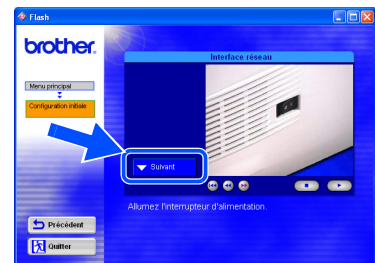 Flash
brother.
Interface réseau
Menu principal
Configuration initiale
Suivant
Allumez l'interrupteur d'alimentation.
Précédent
Quitter